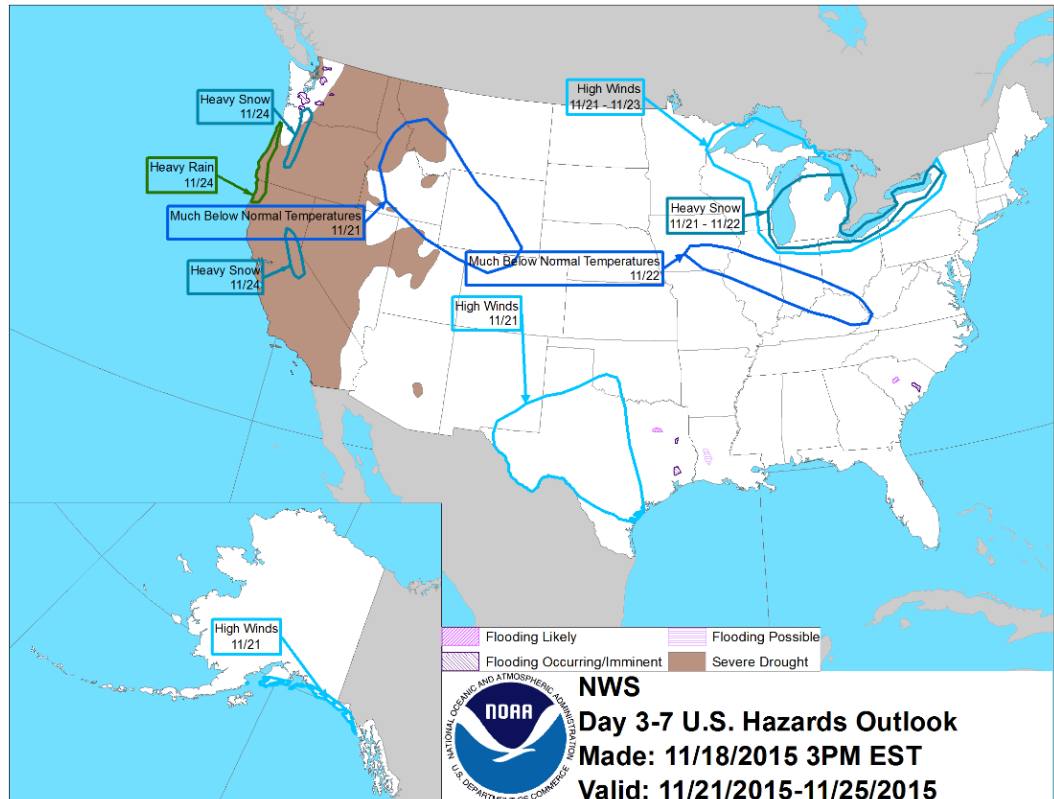 High Winds
11/21 - 11/23
Heavy Snow
11/24
Heavy Rain
11/24
Much Below Normal Temperatures
11/21
Heavy Snow
11/21 - 11/22
Heavy Snow
11/24
Much Below Normal Temperatures
11/22
High Winds
11/21
High Winds
11/21
Flooding Likely
Flooding Possible
Flooding Occurring/Imminent
Severe Drought
NATIONAL OCEANIC AND ATMOSPHERIC ADMINISTRATION
NOAA
U.S. DEPARTMENT OF COMMERCE
NWS
Day 3-7 U.S. Hazards Outlook
Made: 11/18/2015 3PM EST
Valid: 11/21/2015-11/25/2015